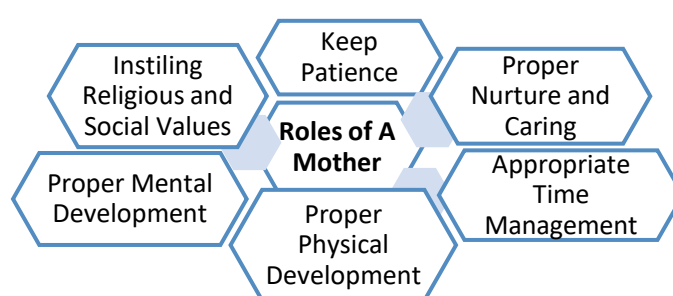 Keep
Patience
Instiling
Religious and
Social Values
Proper
Nurture and
Caring
Roles of A
Mother
Proper Mental
Development
Appropriate
Time
Management
Proper
Physical
Development